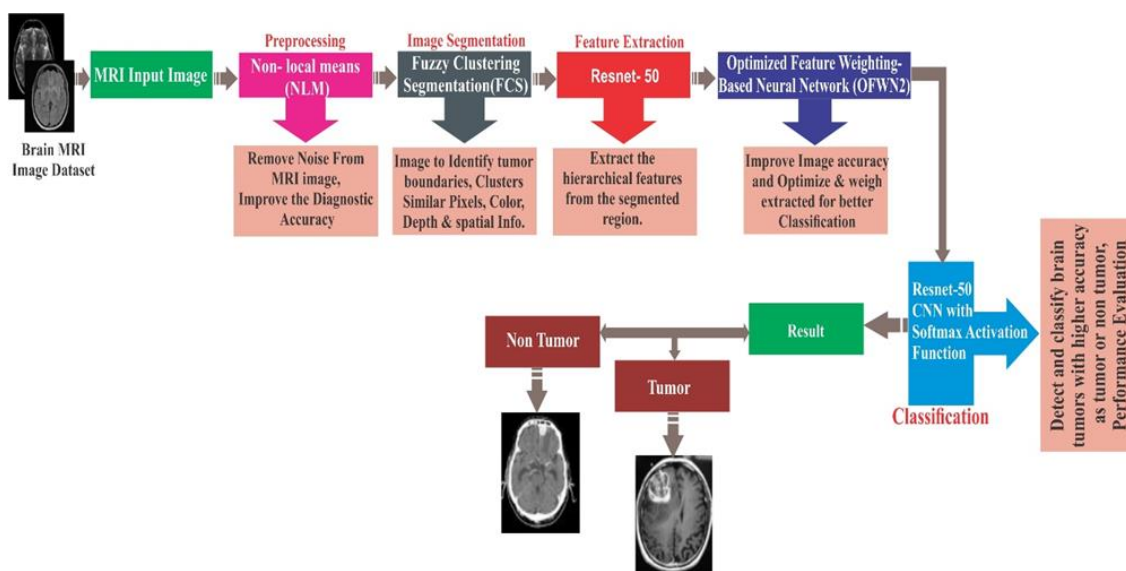 Brain MRI
Image Dataset
MRI Input Image
Preprocessing
Non- local means
(NLM)
Remove Noise From
MRI image,
Improve the Diagnostic
Accuracy
Image Segmentation
Fuzzy Clustering
Segmentation(FCS)
Image to Identify tumor
boundaries, Clusters
Similar Pixels, Color,
Depth & spatial Info.
Feature Extraction
Resnet- 50
Extract the
hierarchical features
from the segmented
region.
Optimized Feature Weighting-
Based Neural Network (OFWN2)
Improve Image accuracy
and Optimize & weigh
extracted for better
Classification
Resnet-50
CNN with
Softmax Activation
Function
Classification
Detect and classify brain
tumors with higher accuracy
as tumor or non tumor,
Performance Evaluation
Result
Non Tumor
Tumor